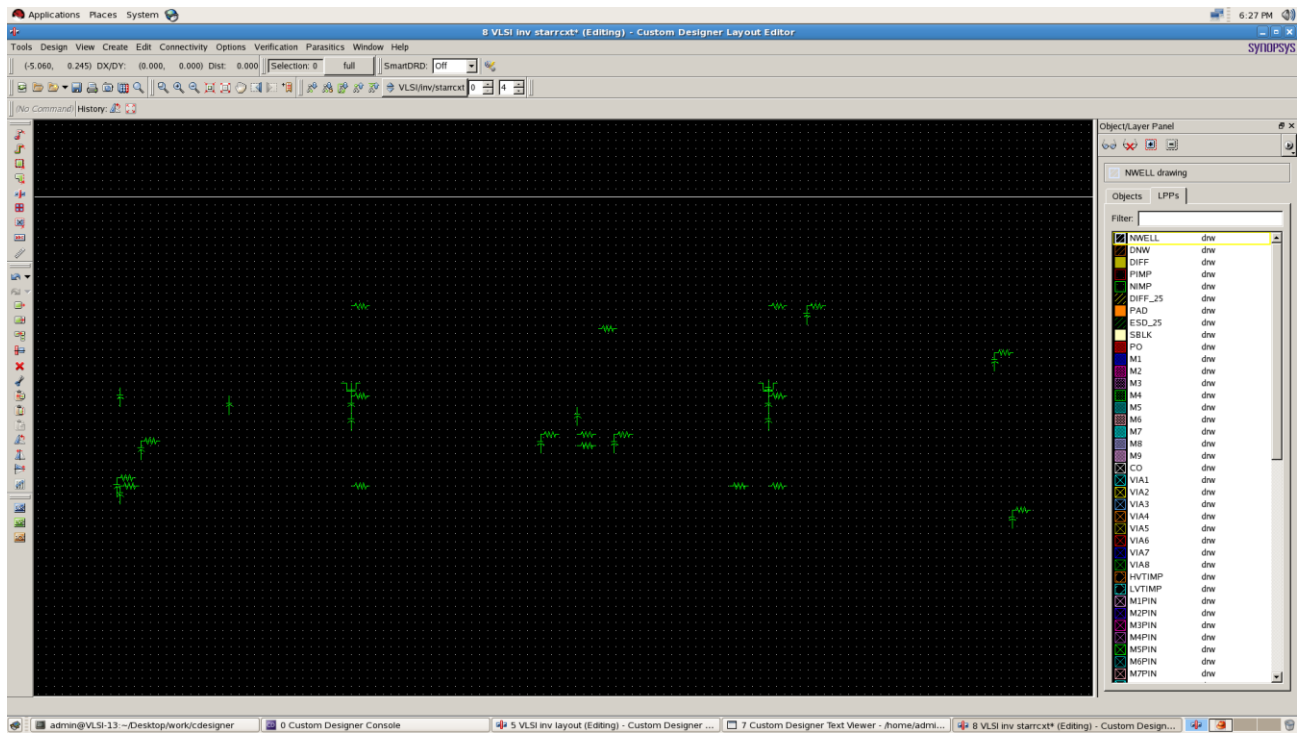 Applications Places System
6:27 PM
8 VLSI inv starrcxt* (Editing) - Custom Designer Layout Editor
Tools Design View Create Edit Connectivity Options Verification Parasitics Window Help
SYNOPSYS
(-5.060, 0.245) DX/DY: (0.000, 0.000) Dist: 0.000 Selection: 0 full SmartDRD: Off
VLSI/inv/starrcxt 0 4
(No Command) History:
Object/Layer Panel
NWELL drawing
Objects LPPs
Filter:
NWELL drw
DNW drw
DIFF drw
PIMP drw
NIMP drw
DIFF_25 drw
PAD drw
ESD_25 drw
SBLK drw
PO drw
M1 drw
M2 drw
M3 drw
M4 drw
M5 drw
M6 drw
M7 drw
M8 drw
M9 drw
CO drw
VIA1 drw
VIA2 drw
VIA3 drw
VIA4 drw
VIA5 drw
VIA6 drw
VIA7 drw
VIA8 drw
HVTIMP drw
LVTIMP drw
M1PIN drw
M2PIN drw
M3PIN drw
M4PIN drw
M5PIN drw
M6PIN drw
M7PIN drw
admin@VLSI-13:~/Desktop/work/cdesigner 0 Custom Designer Console 5 VLSI inv layout (Editing) - Custom Designer ... 7 Custom Designer Text Viewer - /home/admi... 8 VLSI inv starrcxt* (Editing) - Custom Design...